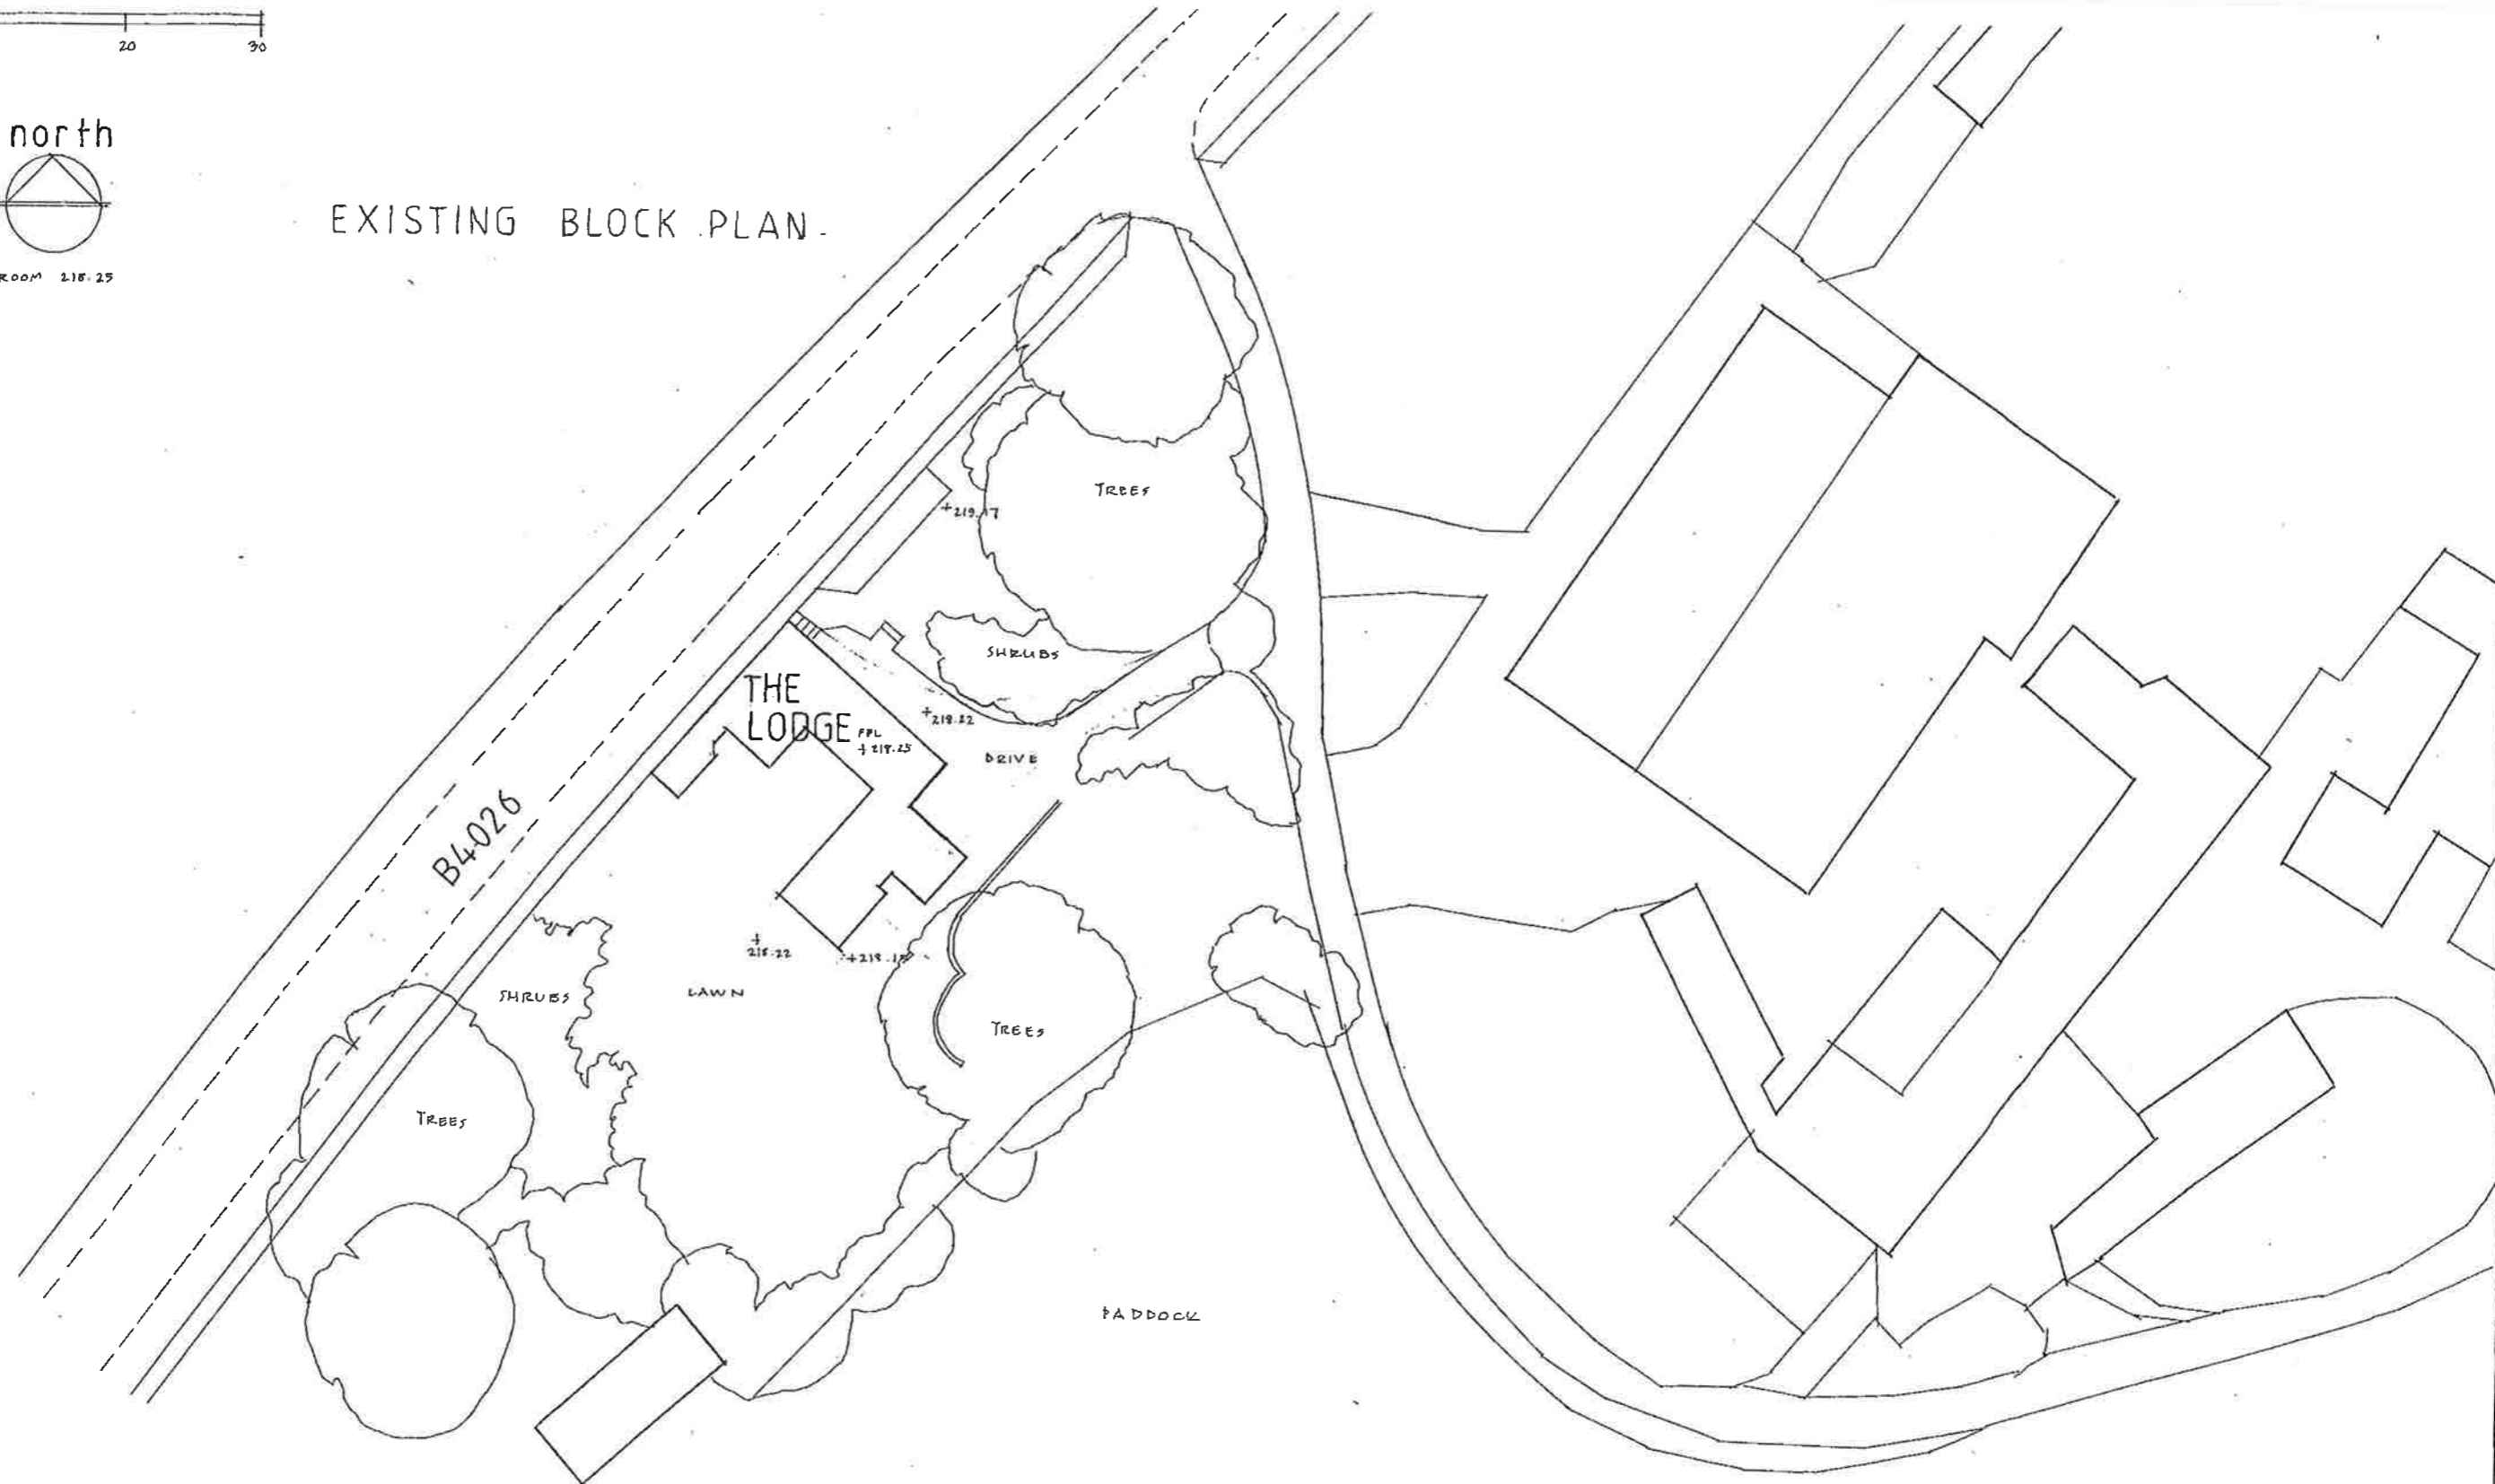 20 30
north
EXISTING BLOCK PLAN.
ROOM 218.25
TREES
+219.17
SHRUBS
THE
LODGE
FFL
+218.25
+218.22
DRIVE
B4026
+
218.22
SHRUBS
LAWN
TREES
TREES
PADDOCK